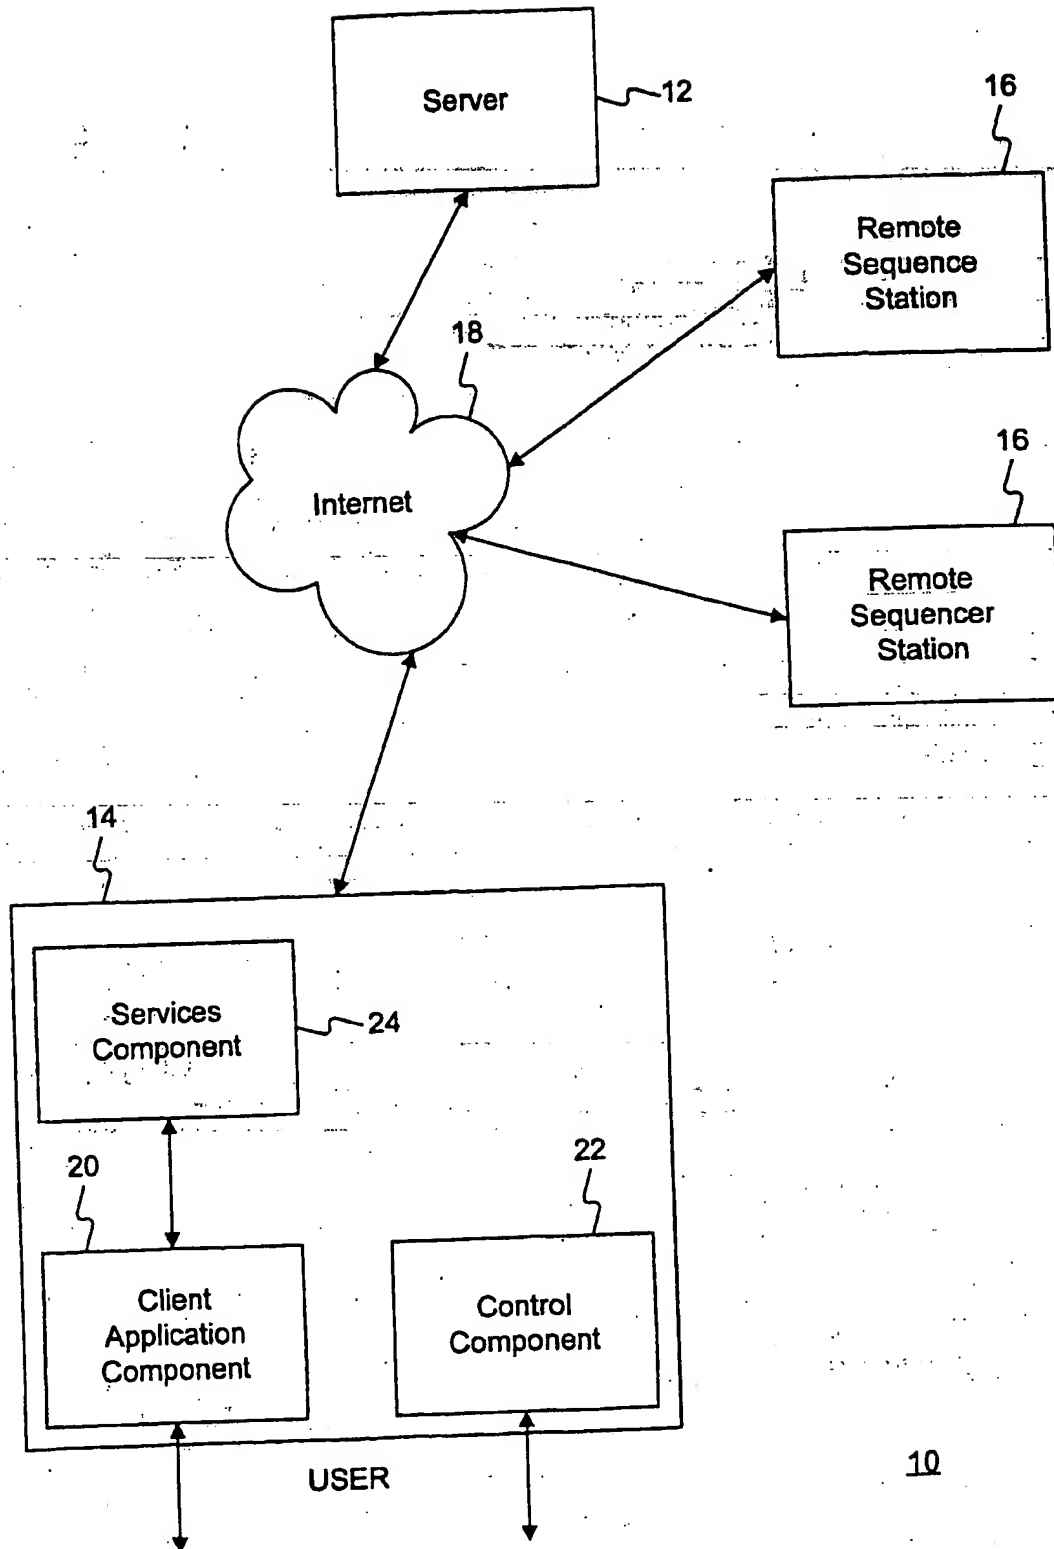 Server
12
16
Remote
Sequence
Station
18
Internet
16
Remote
Sequencer
Station
14
Services
Component
24
20
22
Client
Application
Component
Control
Component
USER
10